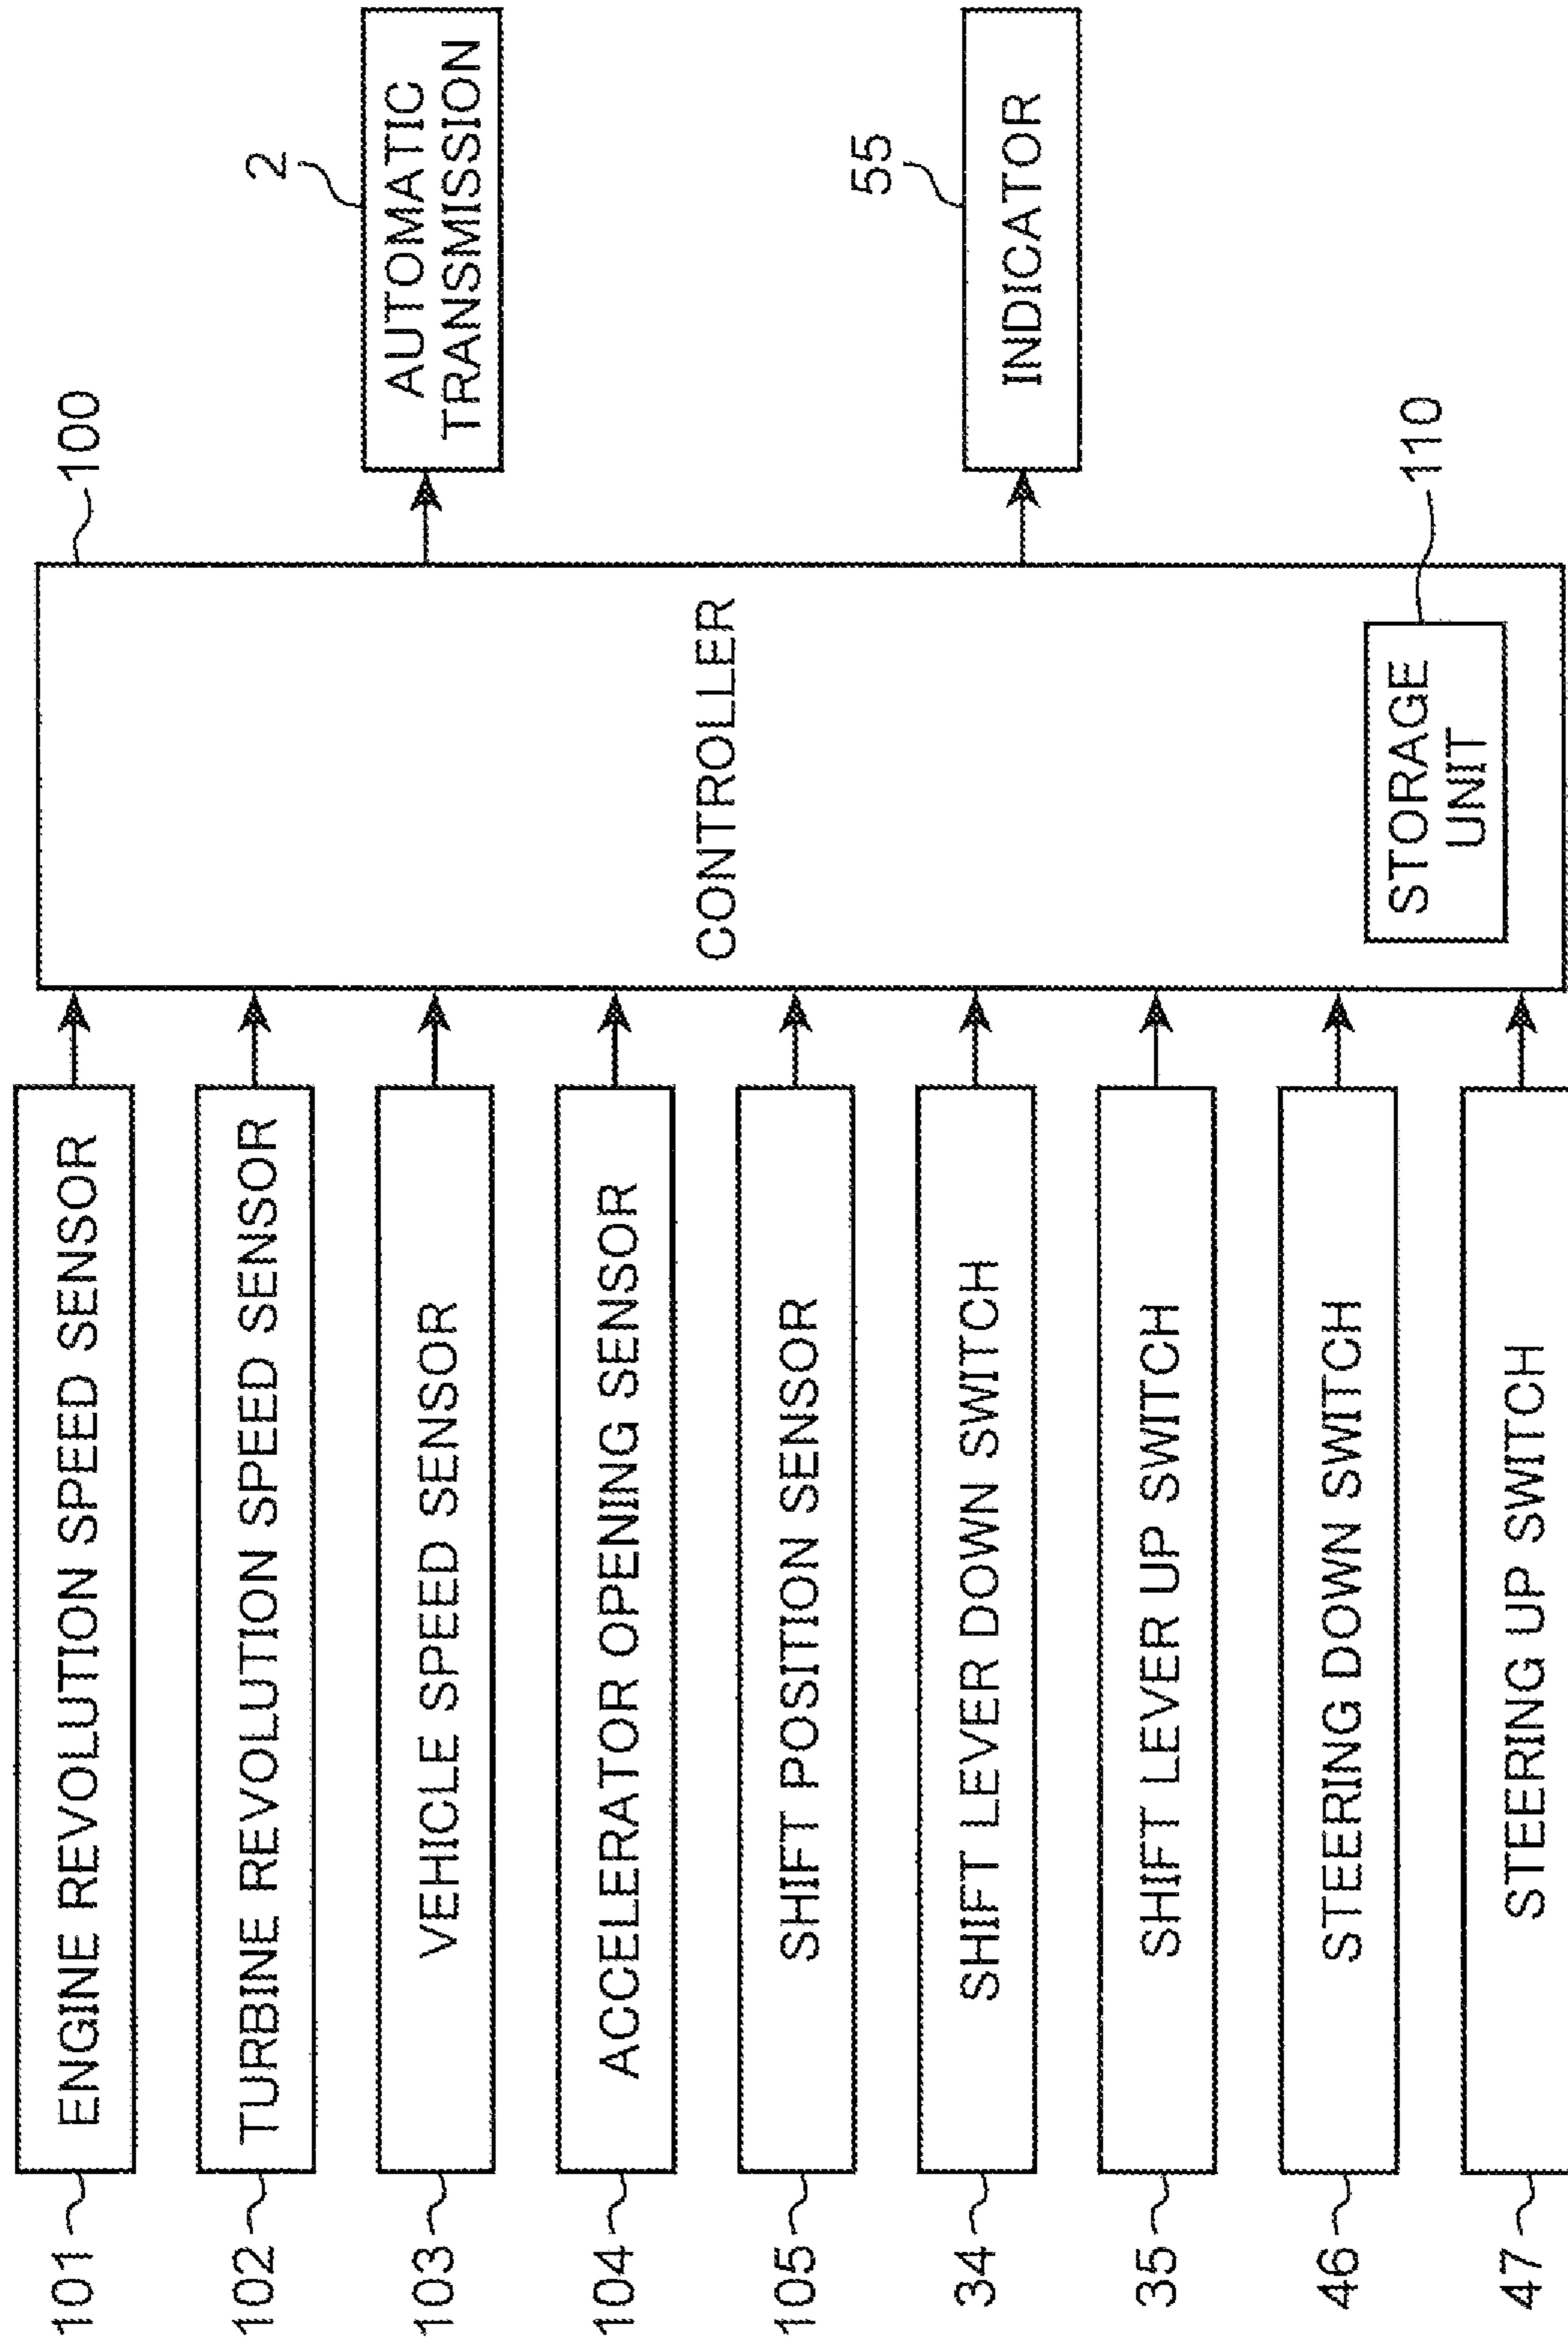 101
ENGINE REVOLUTION SPEED SENSOR
102
TURBINE REVOLUTION SPEED SENSOR
103
VEHICLE SPEED SENSOR
104
ACCELERATOR OPENING SENSOR
105
SHIFT POSITION SENSOR
34
SHIFT LEVER DOWN SWITCH
35
SHIFT LEVER UP SWITCH
46
STEERING DOWN SWITCH
47
STEERING UP SWITCH
100
CONTROLLER
110
STORAGE
UNIT
2
AUTOMATIC
TRANSMISSION
55
INDICATOR